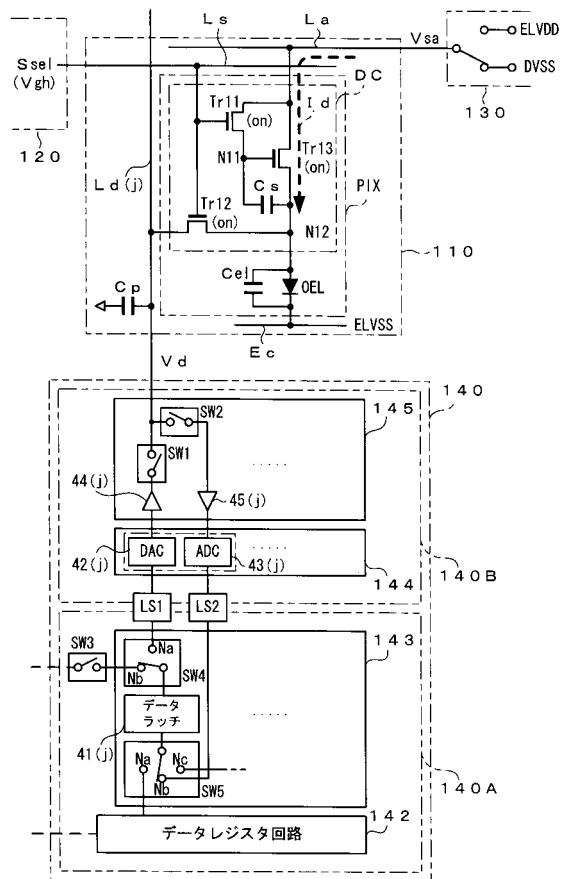 Ls
La
Vsa
ELVDD
DVSS
130
Ssel
(Vgh)
120
DC
Tr11
(on)
Id
N11
Tr13
(on)
Cs
PIX
Ld(j)
Tr12
(on)
N12
110
Cel
OEL
Cp
ELVSS
Ec
Vd
140
145
SW2
SW1
44(j)
45(j)
DAC
ADC
42(j)
43(j)
144
140B
LS1
LS2
143
SW3
Na
Nb
SW4
データ
ラッチ
41(j)
Na
Nb
Nc
SW5
140A
142
データレジスタ回路